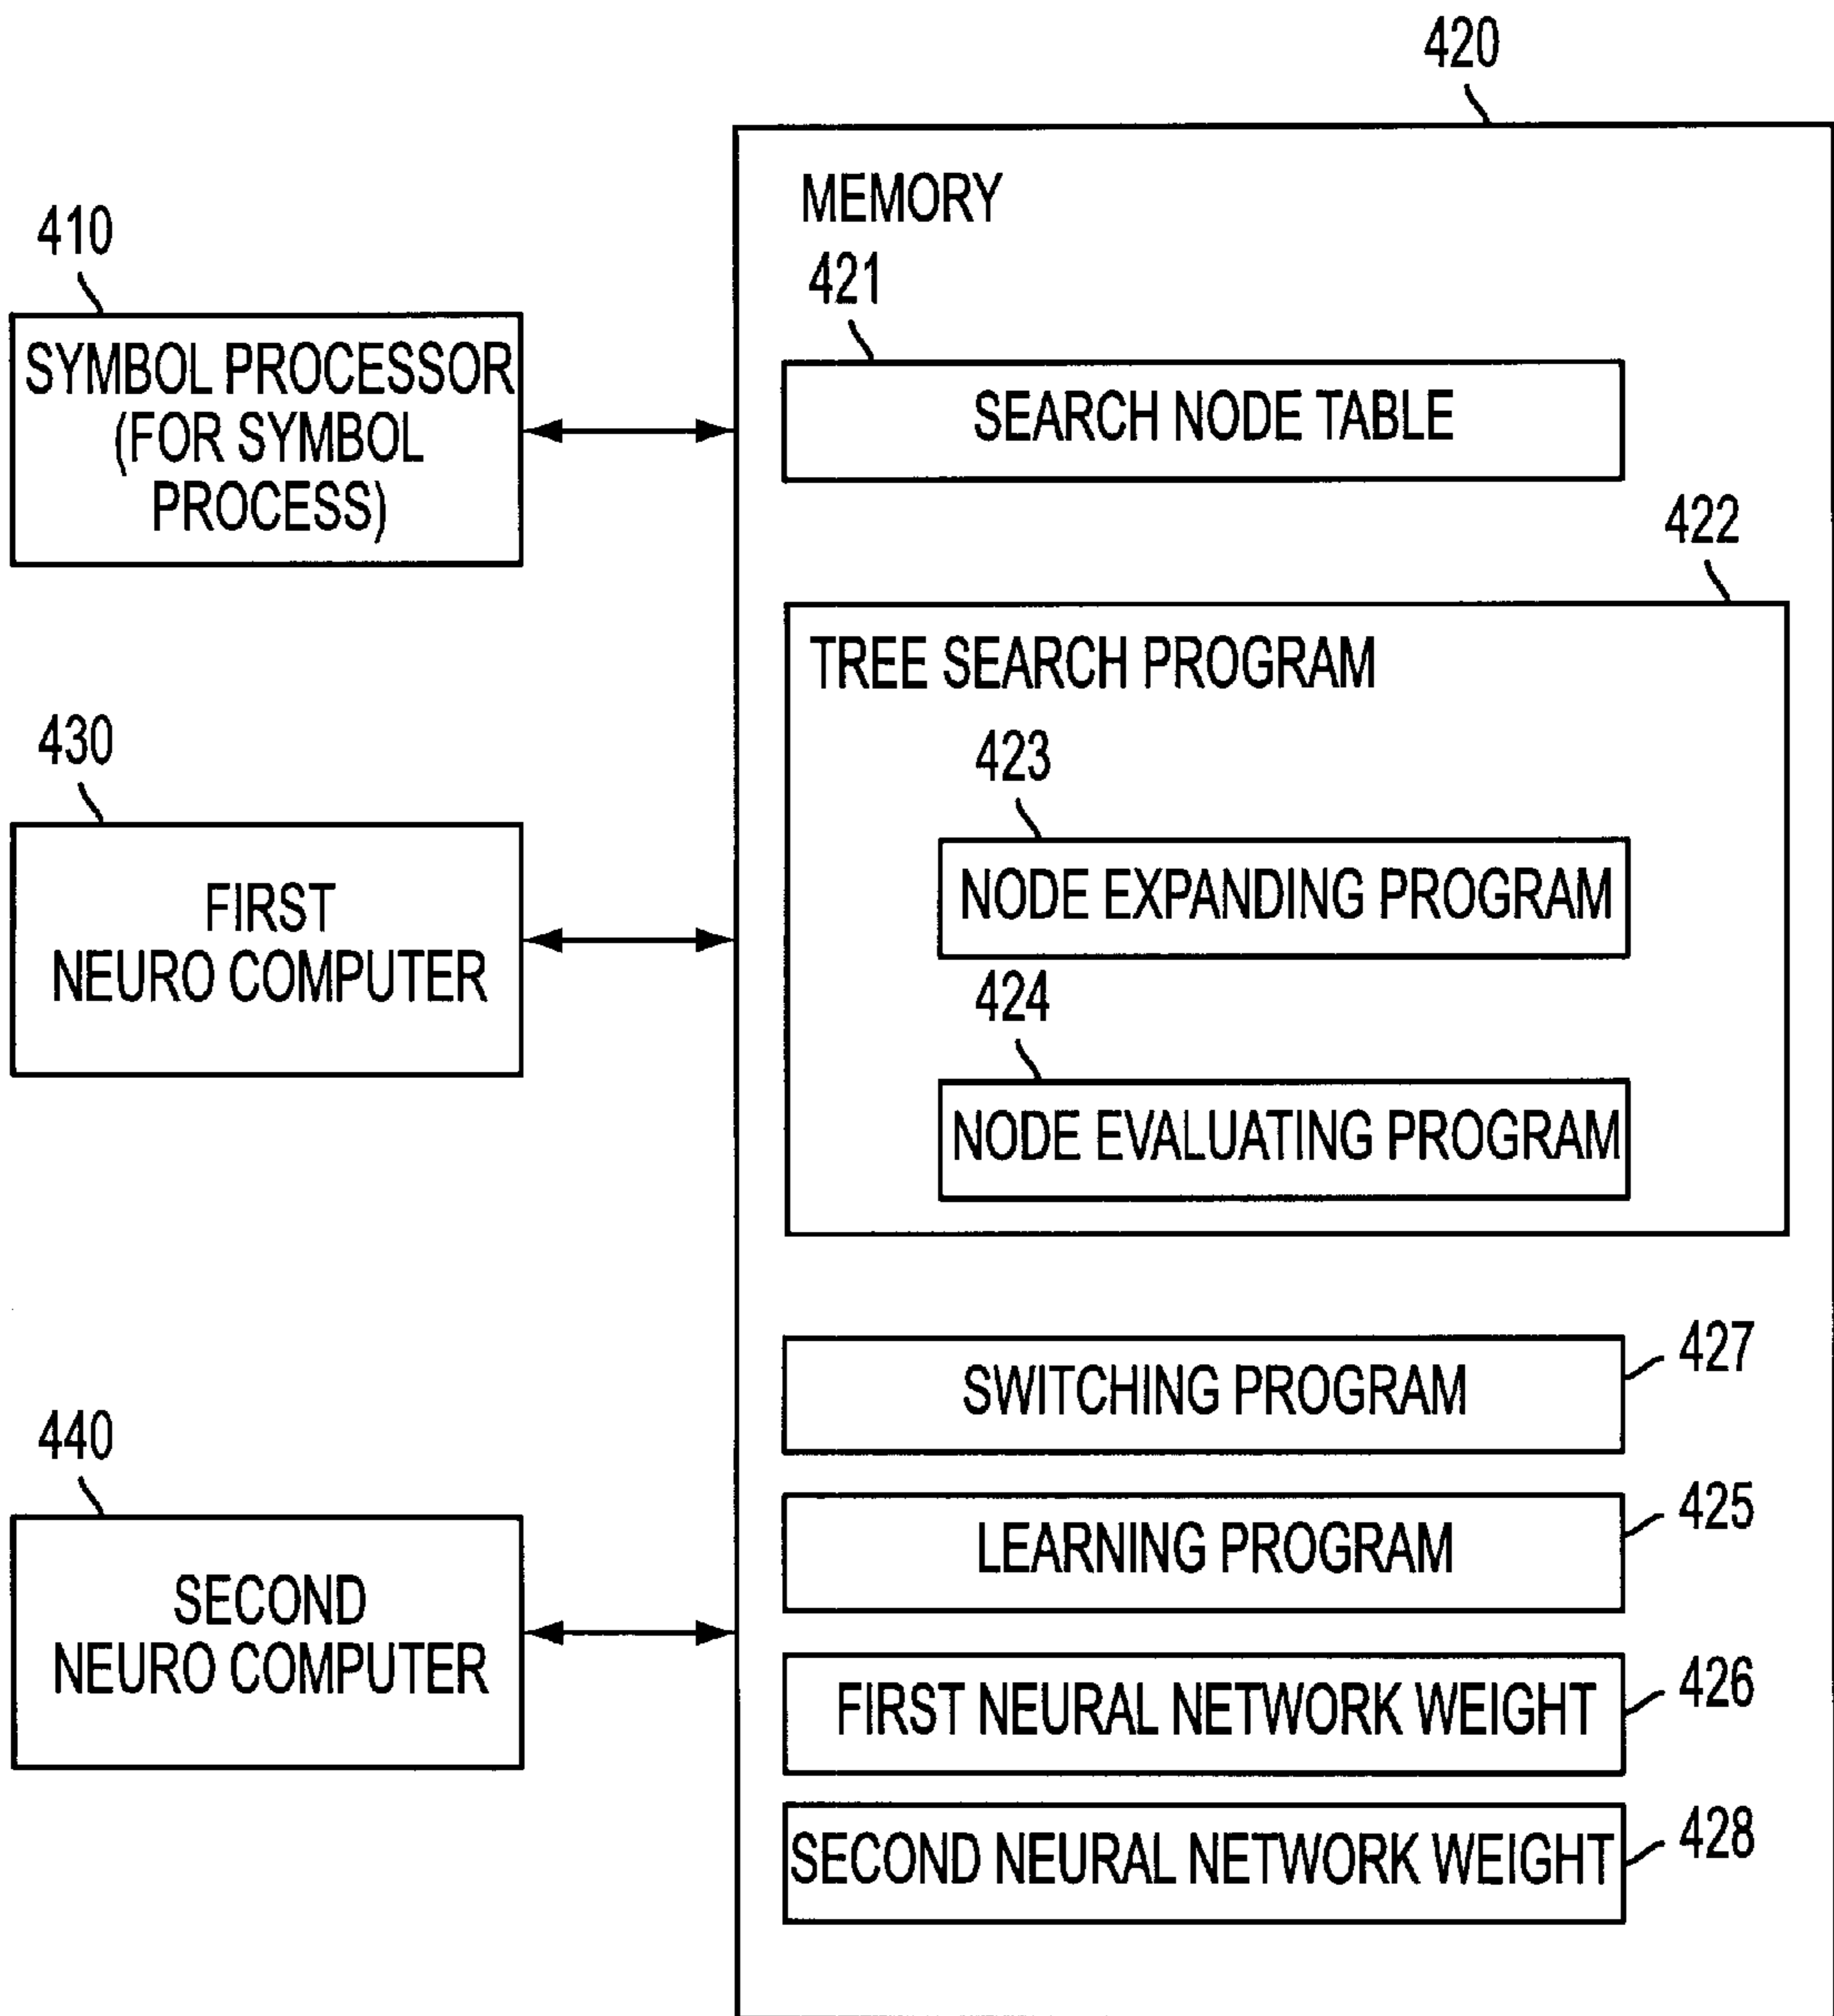 420
MEMORY
410
SYMBOL PROCESSOR
(FOR SYMBOL
PROCESS)
421
SEARCH NODE TABLE
422
TREE SEARCH PROGRAM
430
FIRST
NEURO COMPUTER
423
NODE EXPANDING PROGRAM
424
NODE EVALUATING PROGRAM
427
SWITCHING PROGRAM
440
SECOND
NEURO COMPUTER
425
LEARNING PROGRAM
426
FIRST NEURAL NETWORK WEIGHT
428
SECOND NEURAL NETWORK WEIGHT